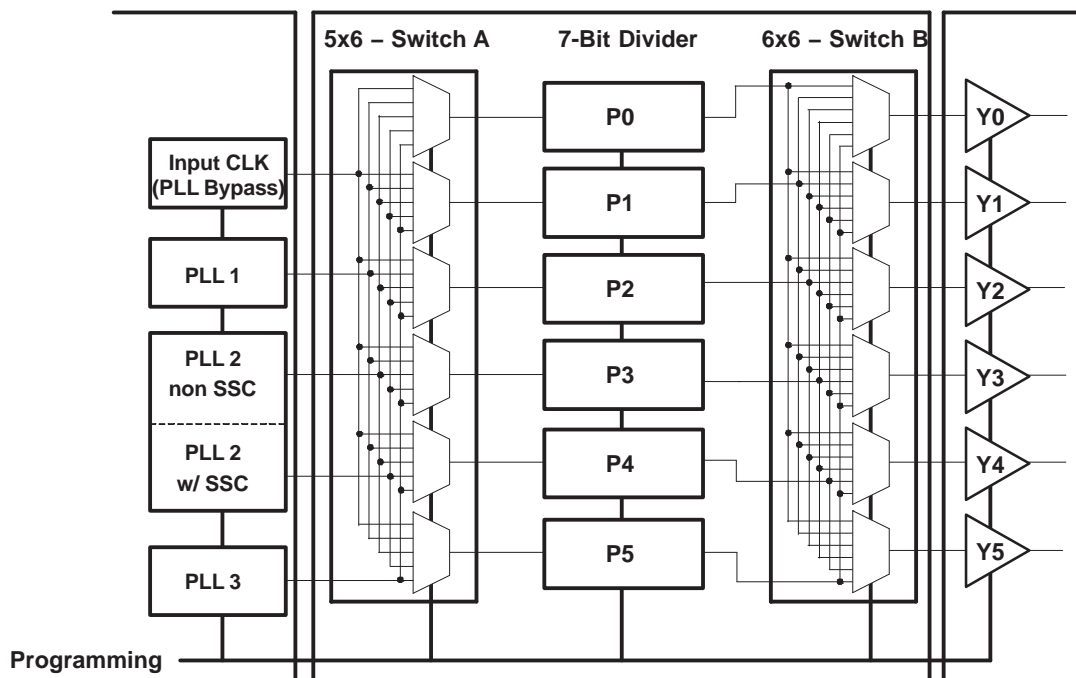 5x6 – Switch A
7-Bit Divider
6x6 – Switch B
Input CLK
(PLL Bypass)
PLL 1
PLL 2
non SSC
PLL 2
w/ SSC
PLL 3
P0
P1
P2
P3
P4
P5
Y0
Y1
Y2
Y3
Y4
Y5
Programming